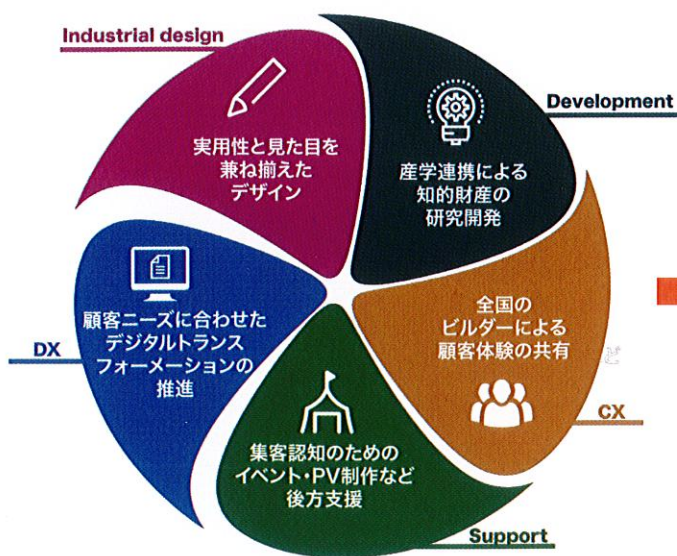 Industrial design
実用性と見た目を
兼ね揃えた
デザイン
Development
産学連携による
知的財産の
研究開発
全国の
ビルダーによる
顧客体験の共有
CX
集客認知のための
イベント・PV制作など
後方支援
Support
DX
顧客ニーズに合わせた
デジタルトランス
フォーメーションの
推進